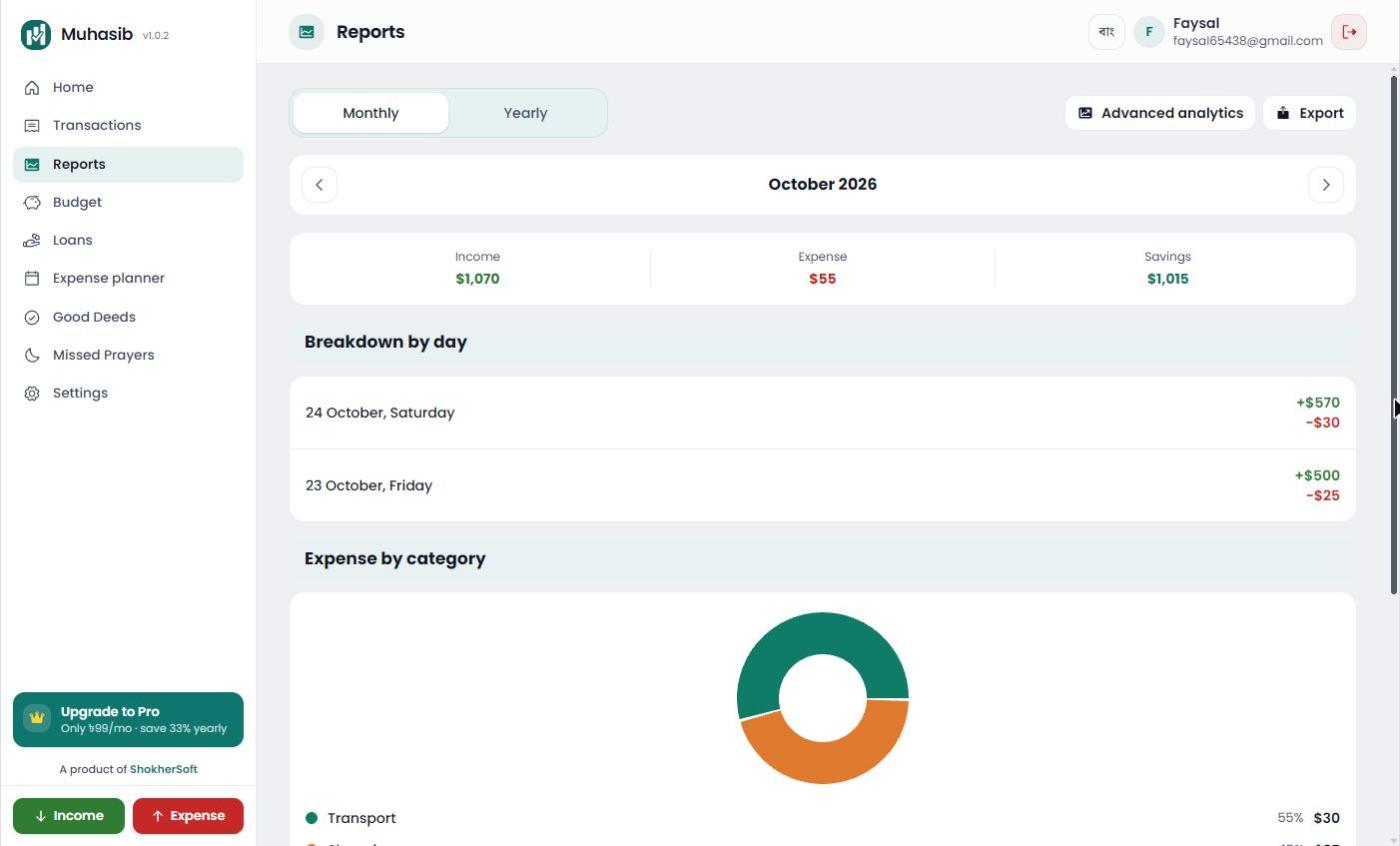 Muhasib v1.0.2
Home
Transactions
Reports
Budget
Loans
Expense planner
Good Deeds
Missed Prayers
Settings
Upgrade to Pro
Only ৳99/mo · save 33% yearly
A product of ShokherSoft
Income
Expense
Reports
বাং
F
Faysal
faysal65438@gmail.com
Monthly
Yearly
Advanced analytics
Export
October 2026
Income
$1,070
Expense
$55
Savings
$1,015
Breakdown by day
24 October, Saturday
+$570
-$30
23 October, Friday
+$500
-$25
Expense by category
Transport 55% $30